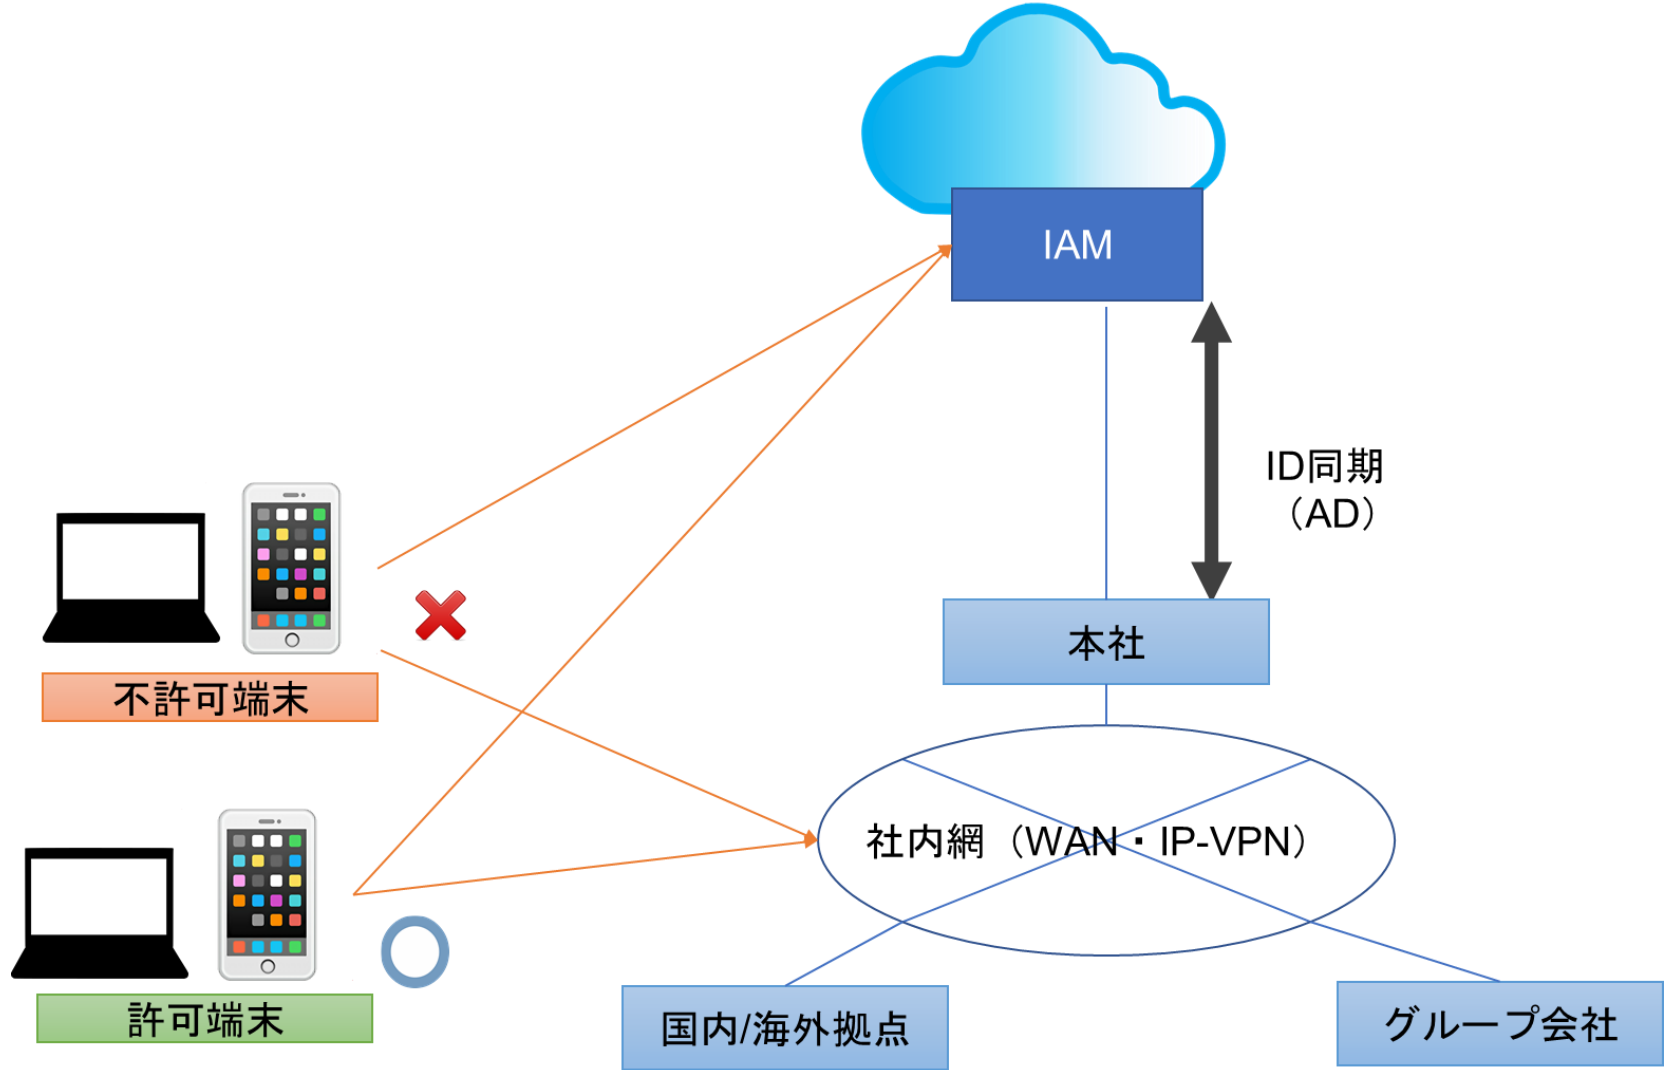 IAM
ID同期
（AD）
本社
不許可端末
社内網（WAN・IP-VPN）
許可端末
国内/海外拠点
グループ会社